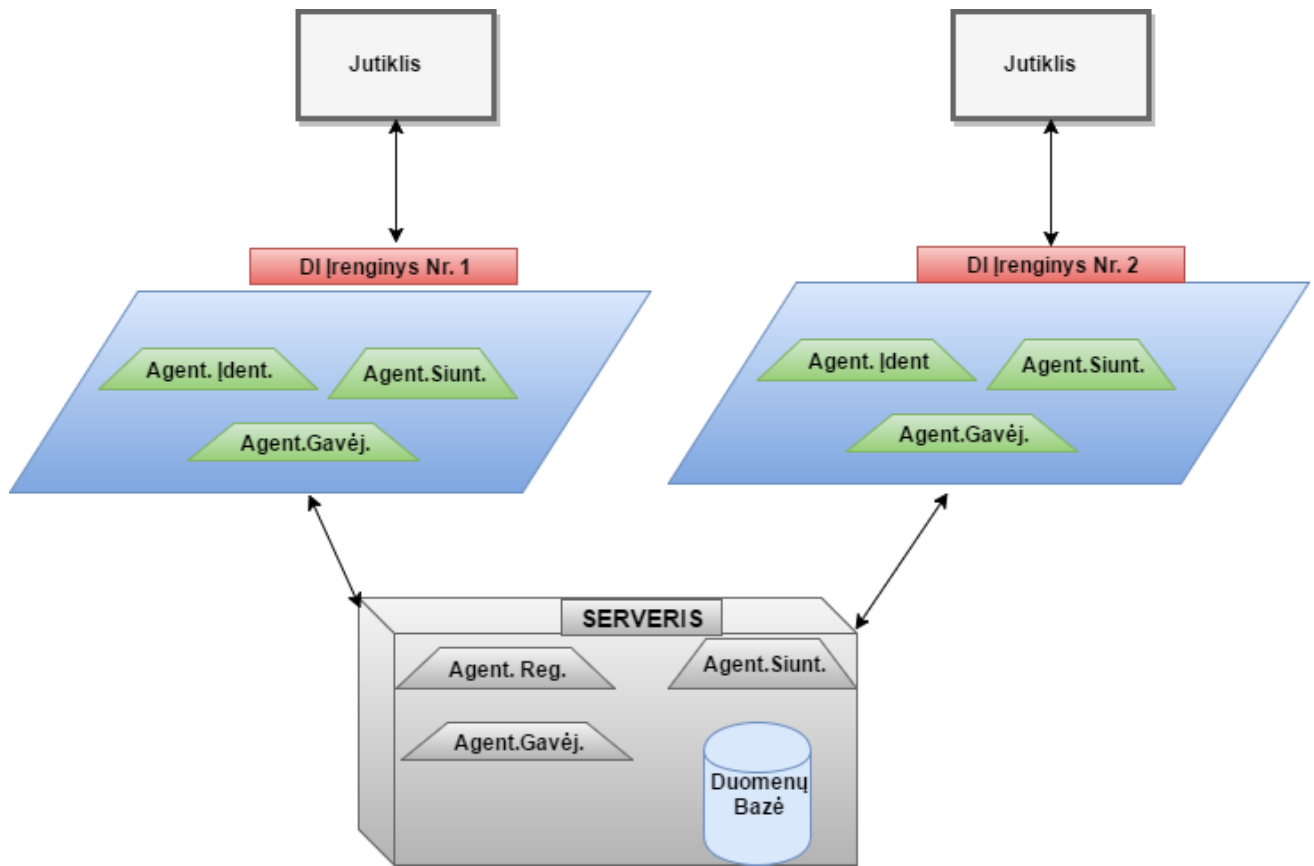 Jutiklis
Jutiklis
DI Įrenginys Nr. 1
DI Įrenginys Nr. 2
Agent. Įdent.
Agent.Siunt.
Agent.Gavėj.
Agent. Įdent
Agent.Siunt.
Agent.Gavėj.
SERVERIS
Agent. Reg.
Agent.Siunt.
Agent.Gavėj.
Duomenų
Bazė